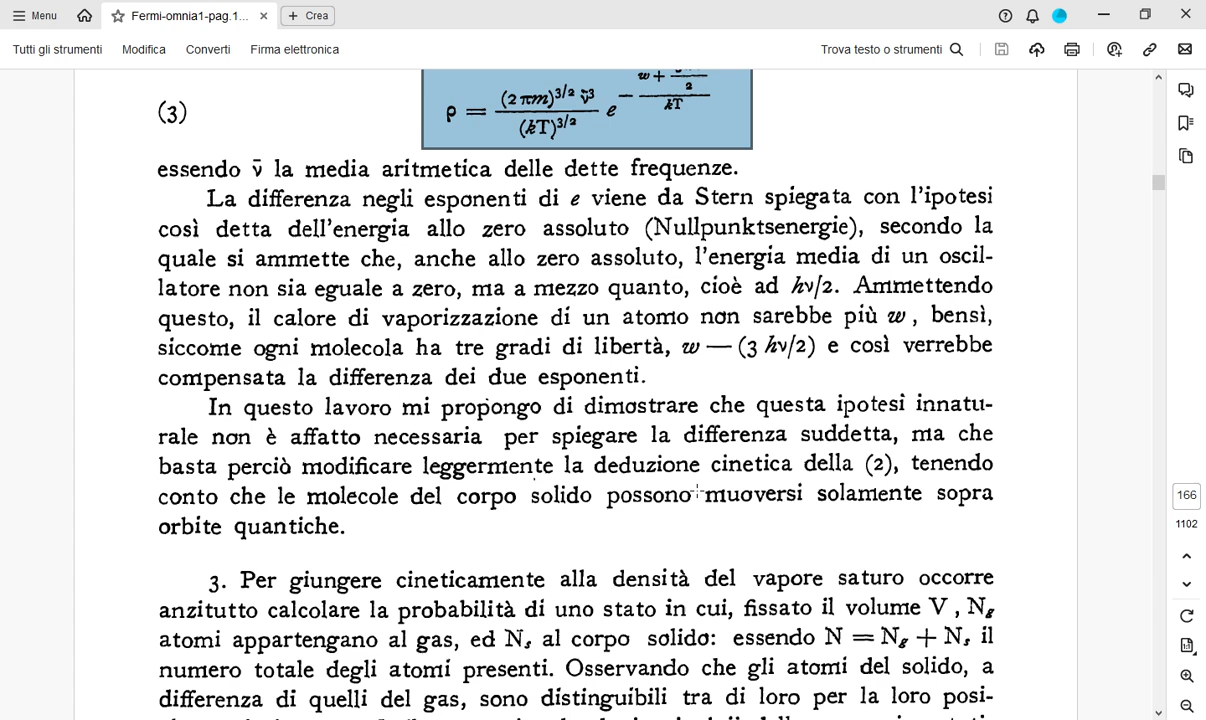 Menu
Fermi-omnia1-pag.1...
Crea
Tutti gli strumenti Modifica Converti Firma elettronica Trova testo o strumenti
(3) ρ = (2 πm)^3/2 ν̄^3 / (kT)^3/2 e^ − w + / 2 / kT
essendo ν̄ la media aritmetica delle dette frequenze.
La differenza negli esponenti di e viene da Stern spiegata con l'ipotesi
così detta dell'energia allo zero assoluto (Nullpunktsenergie), secondo la
quale si ammette che, anche allo zero assoluto, l'energia media di un oscil-
latore non sia eguale a zero, ma a mezzo quanto, cioè ad hν/2. Ammettendo
questo, il calore di vaporizzazione di un atomo non sarebbe più w , bensì,
siccome ogni molecola ha tre gradi di libertà, w — (3 hν/2) e così verrebbe
compensata la differenza dei due esponenti.
In questo lavoro mi propongo di dimostrare che questa ipotesi innatu-
rale non è affatto necessaria per spiegare la differenza suddetta, ma che
basta perciò modificare leggermente la deduzione cinetica della (2), tenendo
conto che le molecole del corpo solido possono muoversi solamente sopra
orbite quantiche.
3. Per giungere cineticamente alla densità del vapore saturo occorre
anzitutto calcolare la probabilità di uno stato in cui, fissato il volume V , Ng
atomi appartengano al gas, ed Ns al corpo solido: essendo N = Ng + Ns il
numero totale degli atomi presenti. Osservando che gli atomi del solido, a
differenza di quelli del gas, sono distinguibili tra di loro per la loro posi-
166
1102